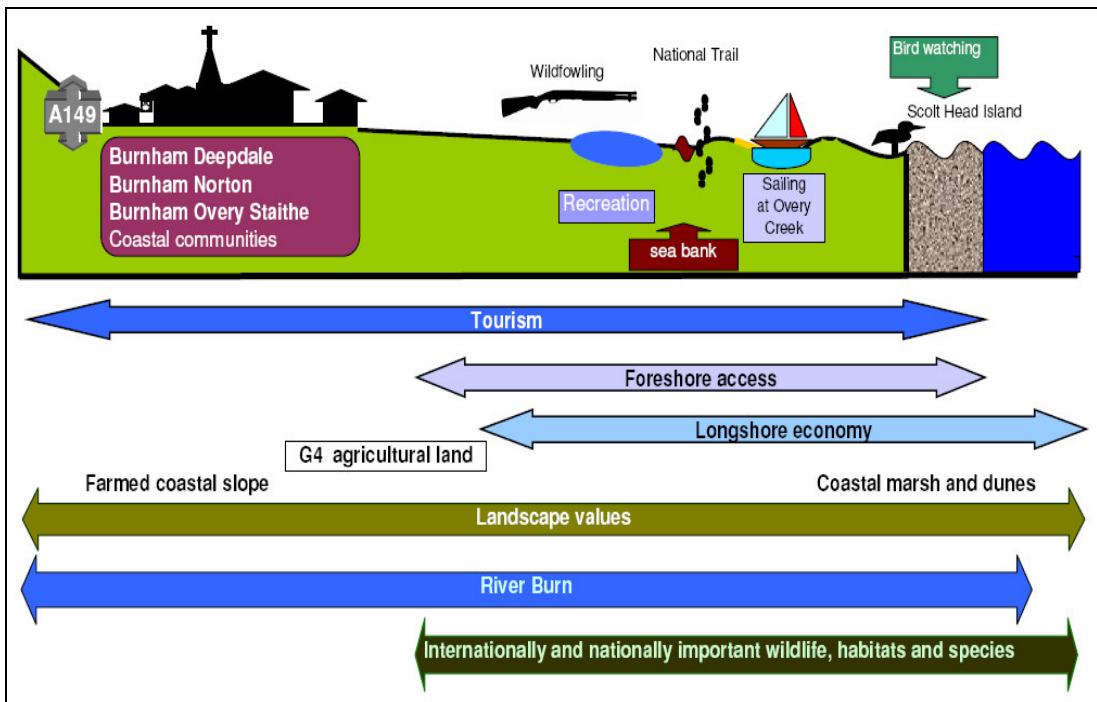 Bird watching
National Trail
Wildfowling
Scolt Head Island
A149
Burnham Deepdale
Burnham Norton
Burnham Overy Staithe
Coastal communities
Recreation
Sailing
at Overy
Creek
sea bank
Tourism
Foreshore access
Longshore economy
G4 agricultural land
Farmed coastal slope
Coastal marsh and dunes
Landscape values
River Burn
Internationally and nationally important wildlife, habitats and species